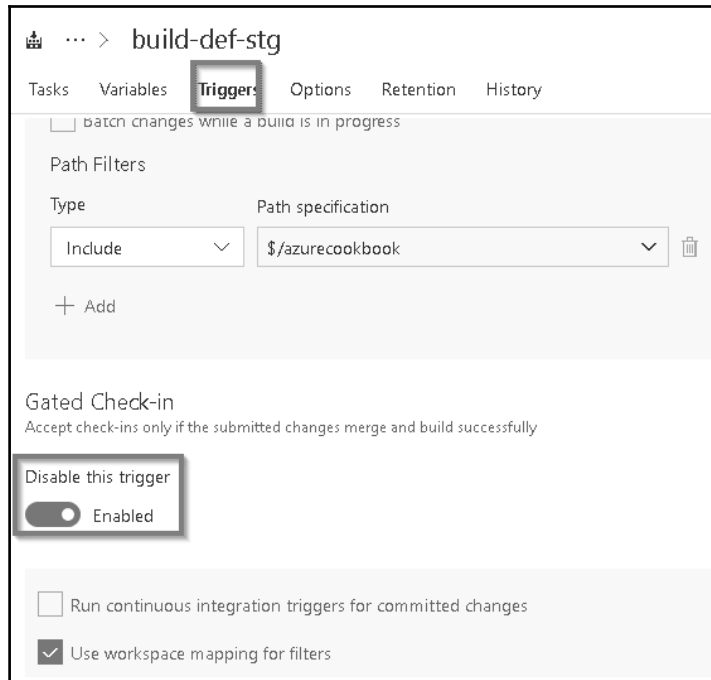 ··· > build-def-stg
Tasks Variables Triggers Options Retention History
Batch changes while a build is in progress
Path Filters
Type Path specification
Include $/azurecookbook
+ Add
Gated Check-in
Accept check-ins only if the submitted changes merge and build successfully
Disable this trigger
Enabled
Run continuous integration triggers for committed changes
Use workspace mapping for filters